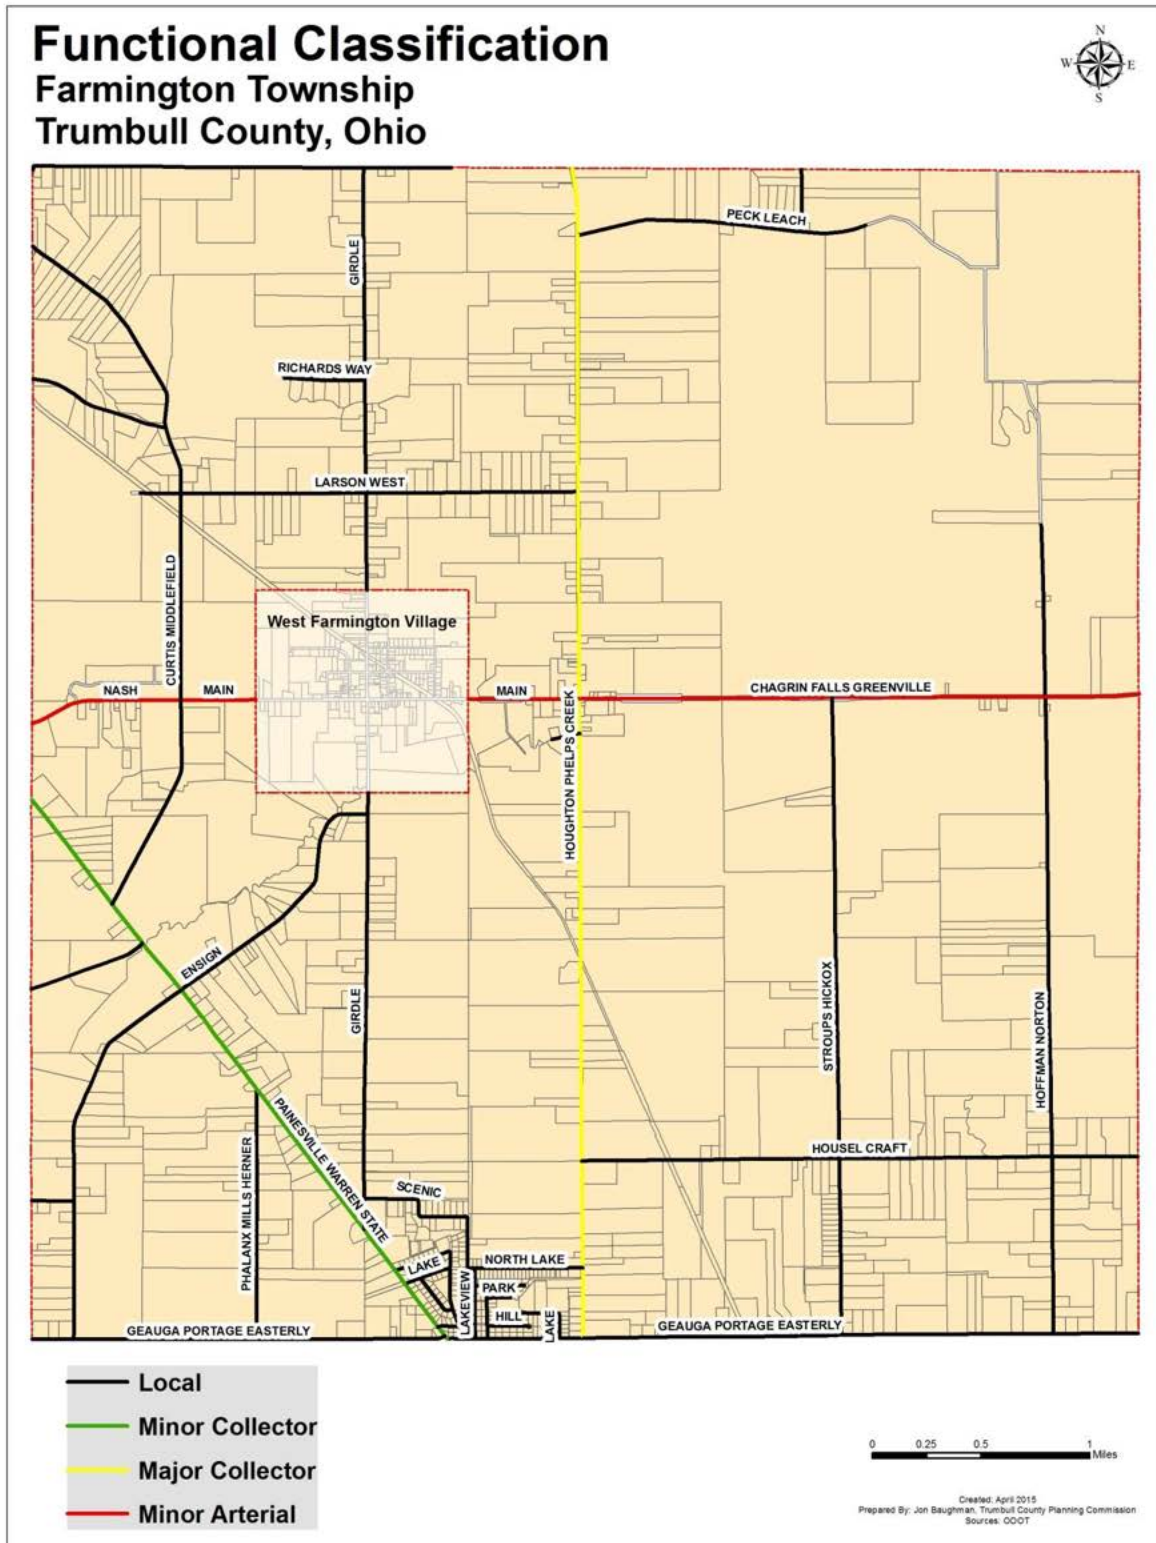 Functional Classification
Farmington Township
Trumbull County, Ohio
N
W E
S
PECK LEACH
GIRDLE
RICHARDS WAY
LARSON WEST
CURTIS MIDDLEFIELD
West Farmington Village
NASH
MAIN
MAIN
CHAGRIN FALLS GREENVILLE
HOUGHTON PHELPS CREEK
ENSIGN
GIRDLE
STROUPS HICKOX
HOFFMAN NORTON
PAINESVILLE WARREN STATE
PHALANX MILLS HERNER
HOUSEL CRAFT
SCENIC
LAKE
NORTH LAKE
LAKEVIEW
PARK
HILL
LAKE
GEAUGA PORTAGE EASTERLY
GEAUGA PORTAGE EASTERLY
Local
Minor Collector
Major Collector
Minor Arterial
0 0.25 0.5 1
Miles
Created: April 2015
Prepared By: Jon Baughman, Trumbull County Planning Commission
Sources: ODOT